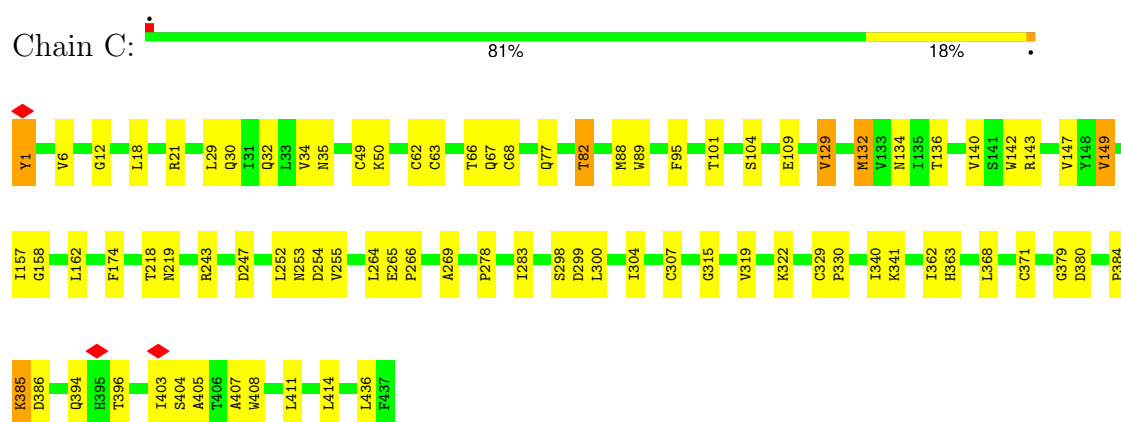 Chain C:
81%
18%
Y1 V6 G12 L18 R21 L29 Q30 I31 Q32 L33 V34 N35 C49 K50 C62 C63 T66 Q67 C68 Q77 T82 M88 W89 F95 T101 S104 E109 V129 M132 V133 N134 I135 T136 V140 S141 W142 R143 V147 Y148 V149
I157 G158 L162 F174 T218 N219 R243 D247 L252 N253 D254 V255 L264 E265 P266 A269 P278 I283 S298 D299 L300 I304 C307 G315 V319 K322 C329 P330 I340 K341 I362 H363 L368 C371 G379 D380 P384
K385 D386 Q394 H395 T396 I403 S404 A405 T406 A407 W408 L411 L414 L436 F437